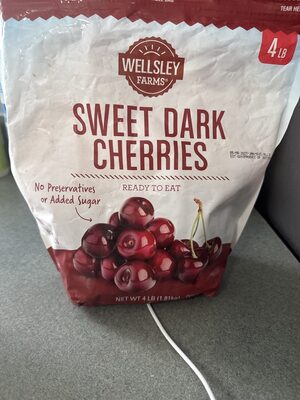 TEAR HE
4 LB
WELLSLEY
FARMS®
SWEET DARK
CHERRIES
READY TO EAT
No Preservatives
or Added Sugar
NET WT 4 LB (1.81kg)